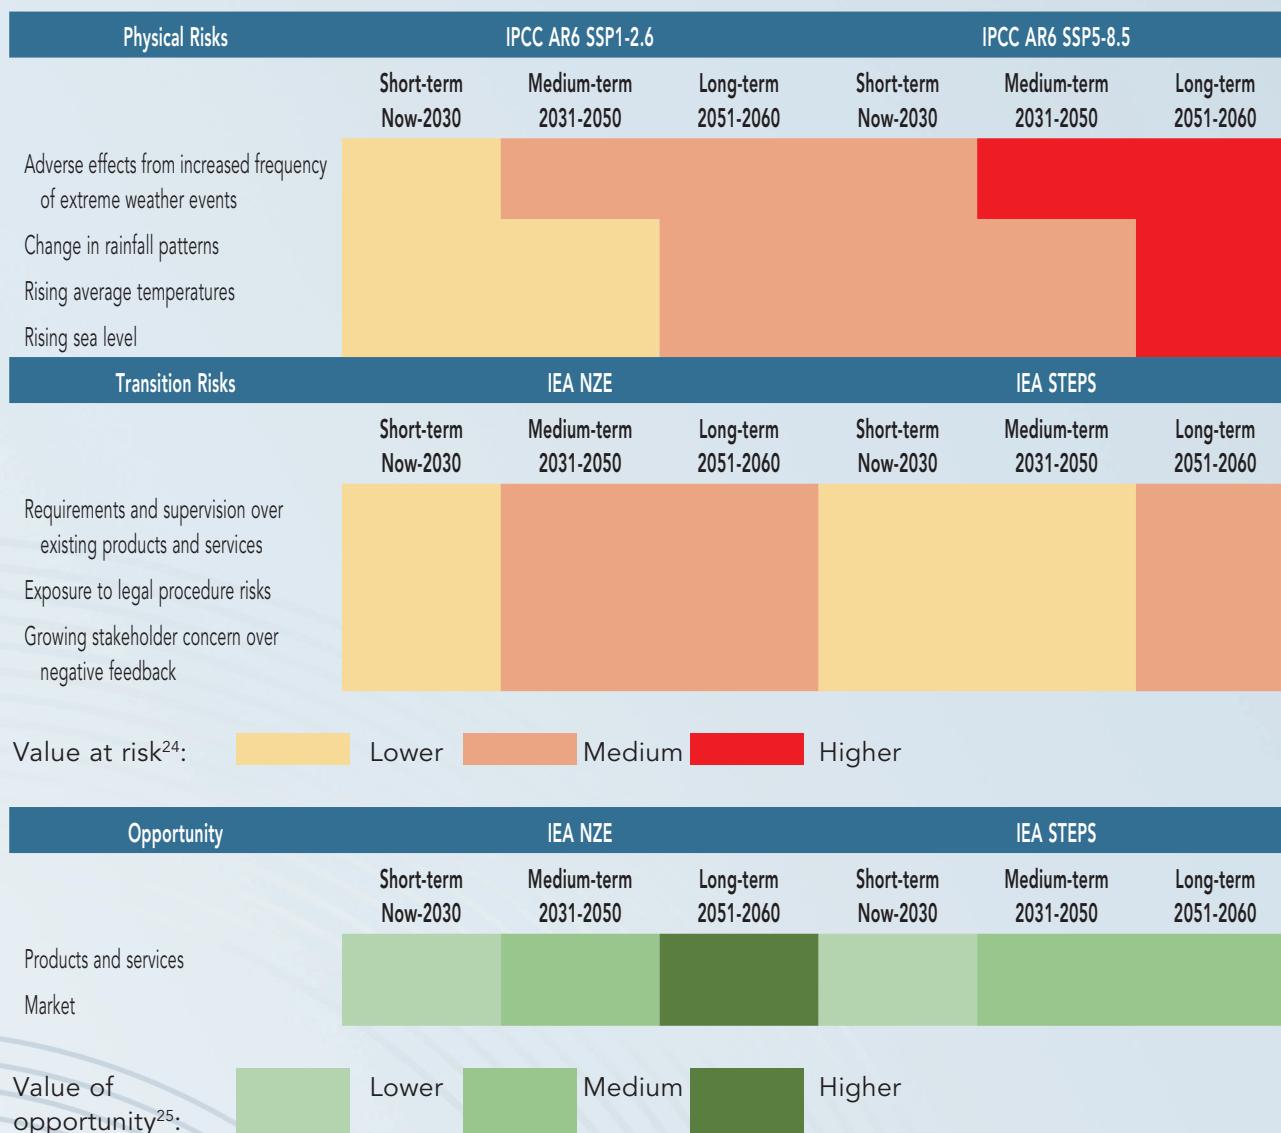 Physical Risks IPCC AR6 SSP1-2.6 IPCC AR6 SSP5-8.5
Short-term Medium-term Long-term Short-term Medium-term Long-term
Now-2030 2031-2050 2051-2060 Now-2030 2031-2050 2051-2060
Adverse effects from increased frequency
of extreme weather events
Change in rainfall patterns
Rising average temperatures
Rising sea level
Transition Risks IEA NZE IEA STEPS
Short-term Medium-term Long-term Short-term Medium-term Long-term
Now-2030 2031-2050 2051-2060 Now-2030 2031-2050 2051-2060
Requirements and supervision over
existing products and services
Exposure to legal procedure risks
Growing stakeholder concern over
negative feedback
Value at risk24: Lower Medium Higher
Opportunity IEA NZE IEA STEPS
Short-term Medium-term Long-term Short-term Medium-term Long-term
Now-2030 2031-2050 2051-2060 Now-2030 2031-2050 2051-2060
Products and services
Market
Value of Lower Medium Higher
opportunity25: